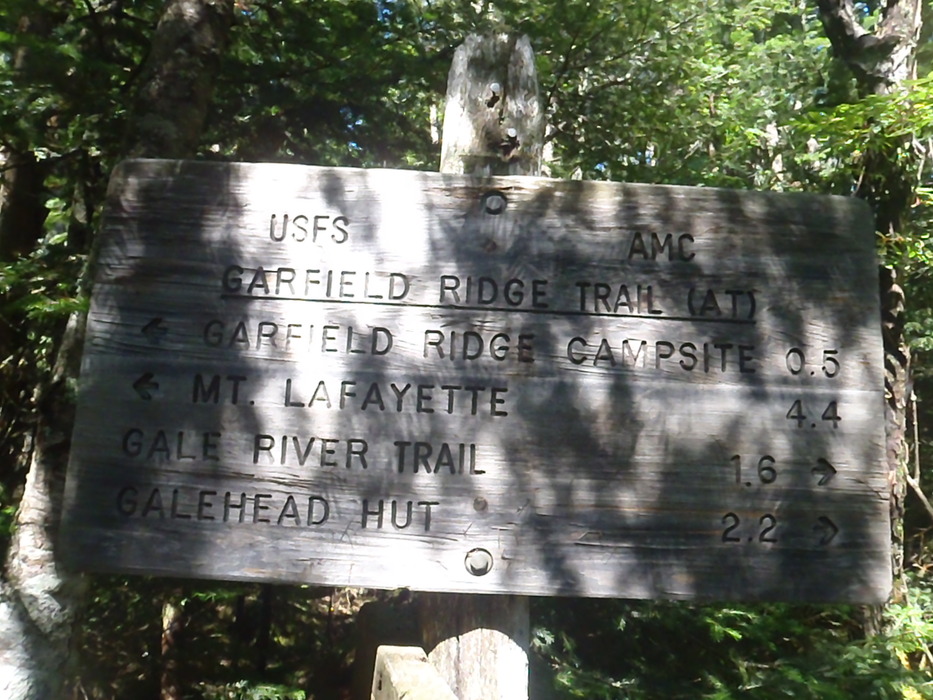 USFS AMC
GARFIELD RIDGE TRAIL (AT)
← GARFIELD RIDGE CAMPSITE 0.5
← MT. LAFAYETTE 4.4
GALE RIVER TRAIL 1.6 →
GALEHEAD HUT 2.2 →